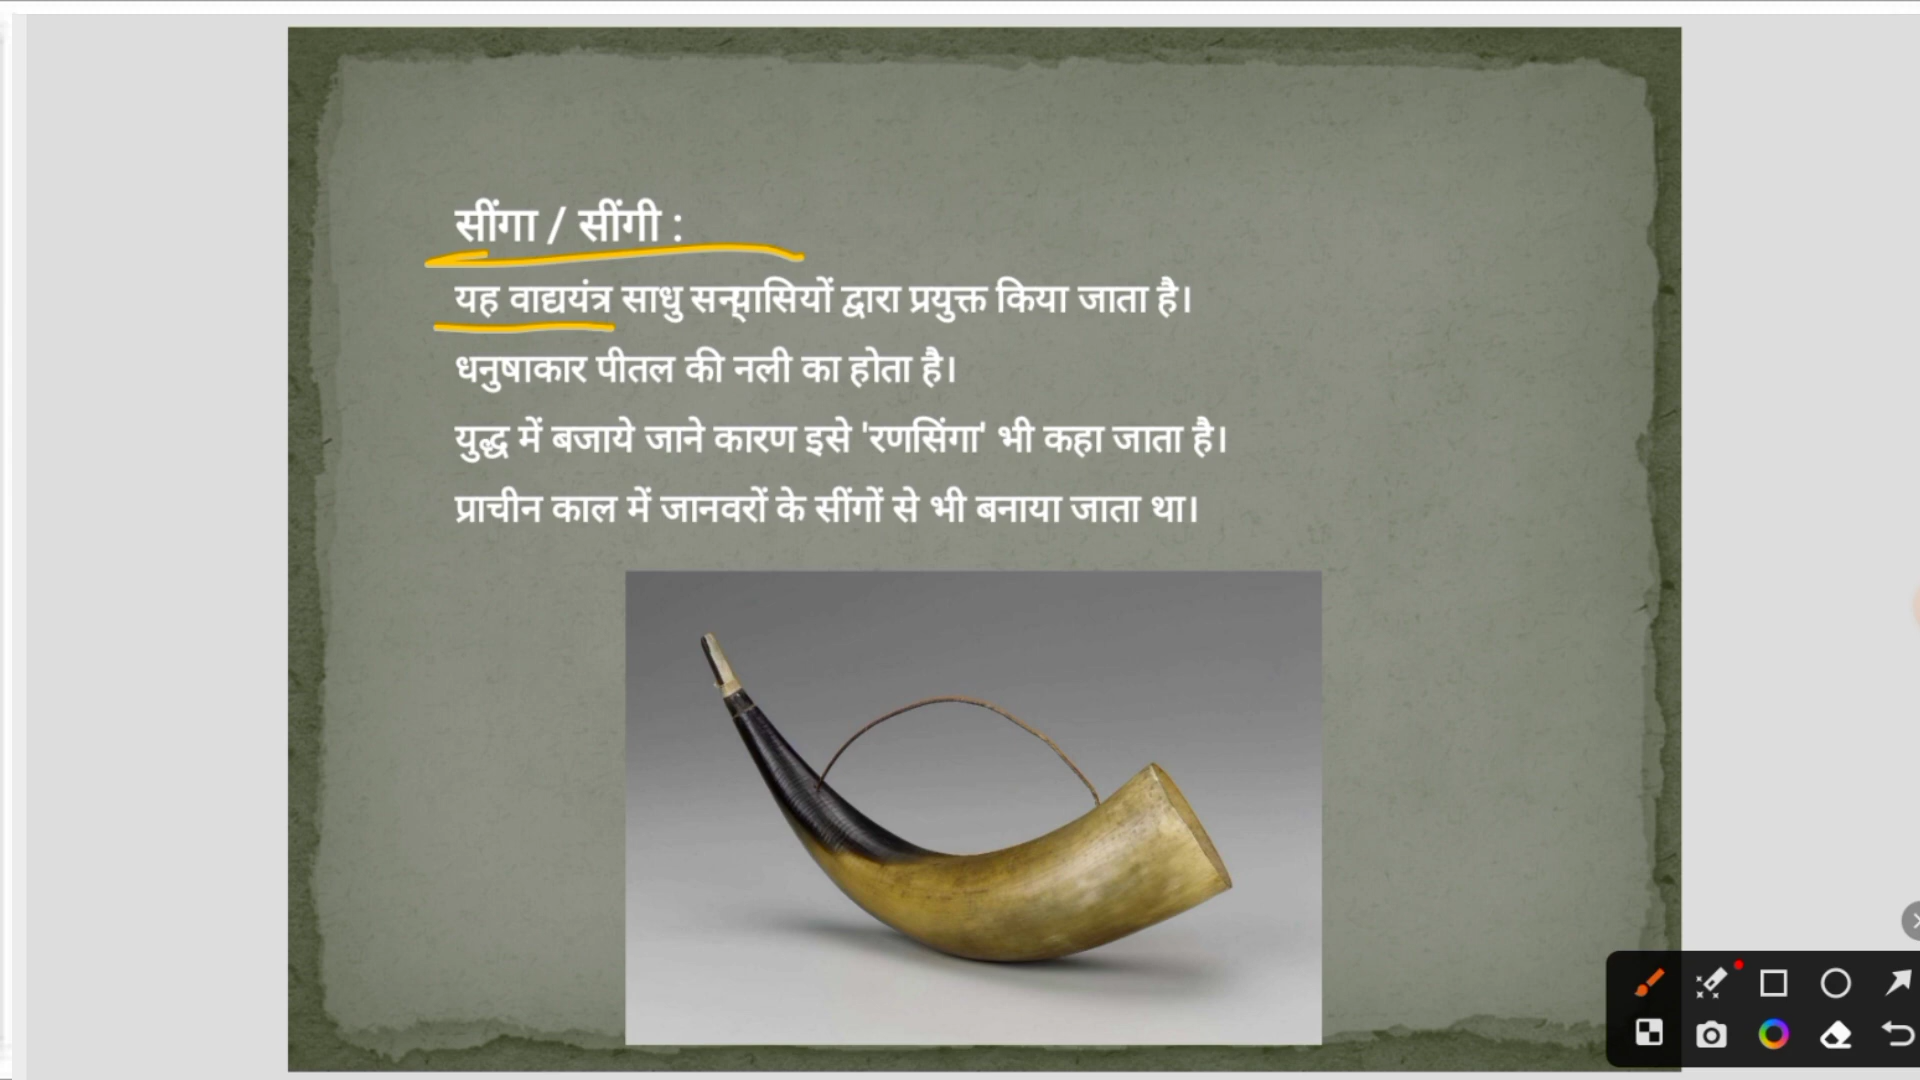 सींगा / सींगी :
यह वाद्ययंत्र साधु सन्यासियों द्वारा प्रयुक्त किया जाता है।
धनुषाकार पीतल की नली का होता है।
युद्ध में बजाये जाने कारण इसे 'रणसिंगा' भी कहा जाता है।
प्राचीन काल में जानवरों के सींगों से भी बनाया जाता था।